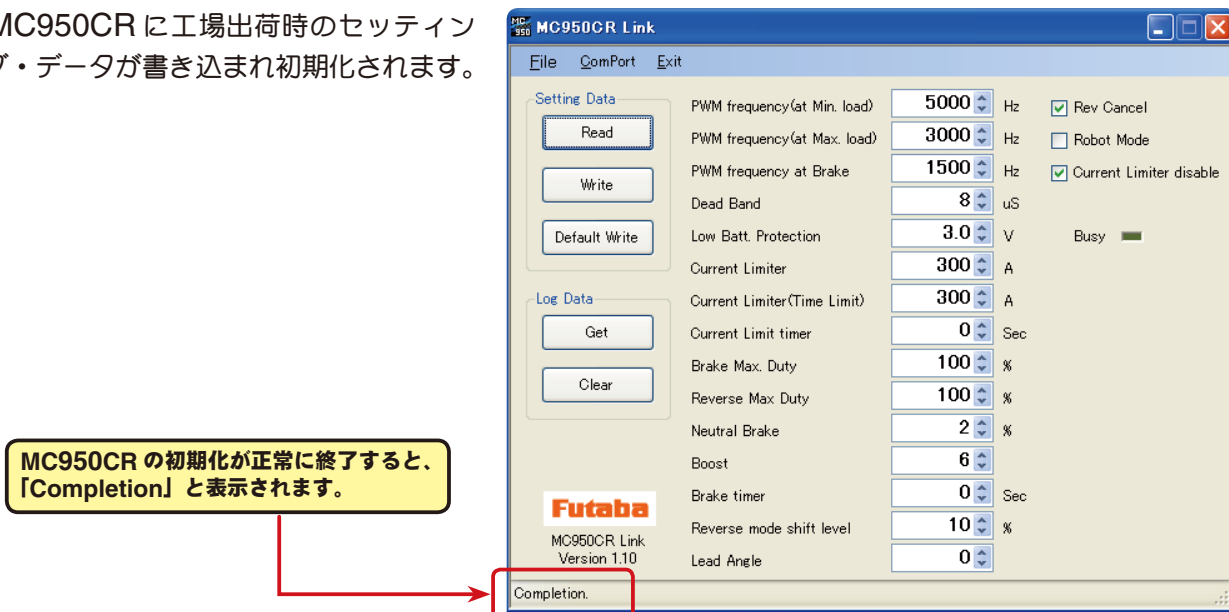 MC950CR に工場出荷時のセッティン
グ・データが書き込まれ初期化されます。
MC950CR Link
File ComPort Exit
Setting Data
Read
Write
Default Write
Log Data
Get
Clear
PWM frequency(at Min. load) 5000 Hz
PWM frequency(at Max. load) 3000 Hz
PWM frequency at Brake 1500 Hz
Dead Band 8 uS
Low Batt. Protection 3.0 V
Current Limiter 300 A
Current Limiter(Time Limit) 300 A
Current Limit timer 0 Sec
Brake Max. Duty 100 %
Reverse Max Duty 100 %
Neutral Brake 2 %
Boost 6
Brake timer 0 Sec
Reverse mode shift level 10 %
Lead Angle 0
Rev Cancel
Robot Mode
Current Limiter disable
Busy
Futaba
MC950CR Link
Version 1.10
Completion.
MC950CR の初期化が正常に終了すると、
「Completion」と表示されます。